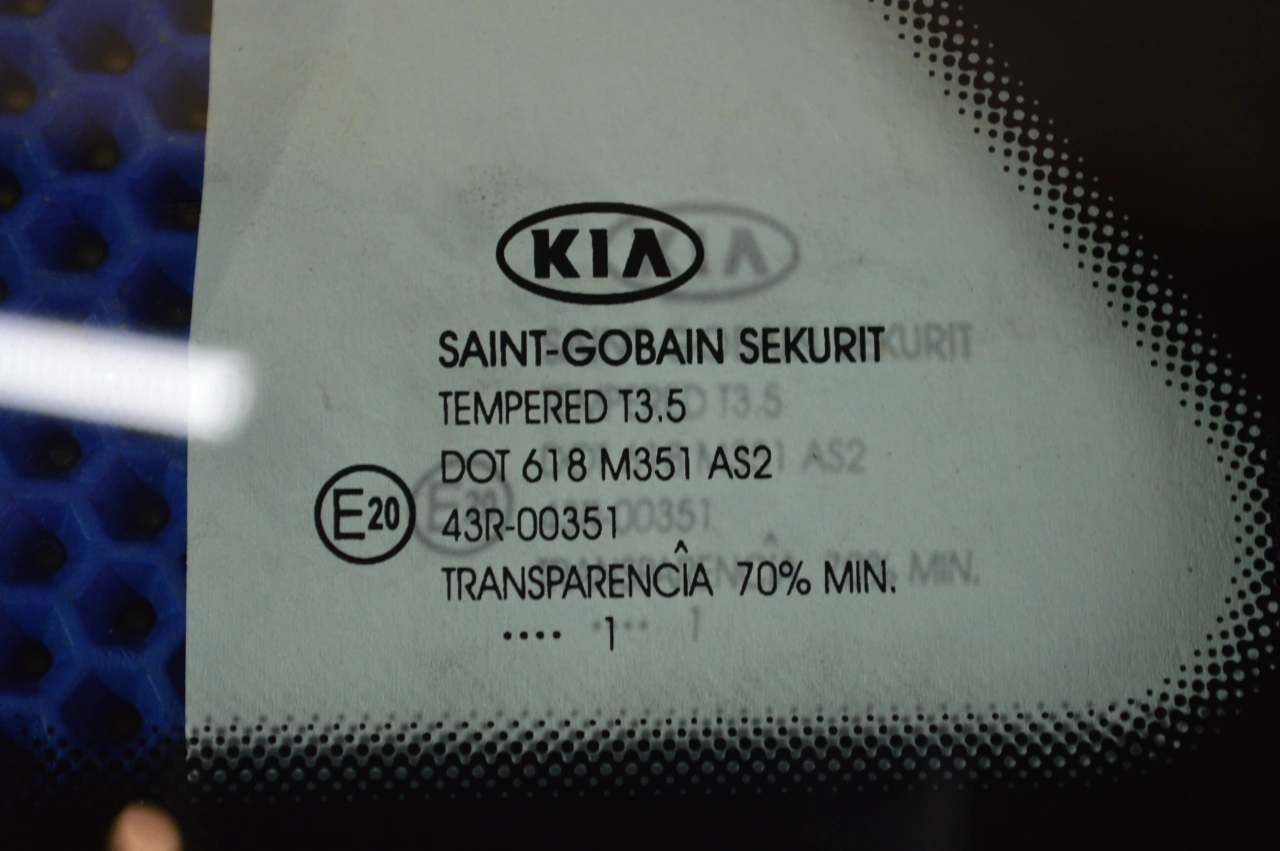 KIA
SAINT-GOBAIN SEKURIT
TEMPERED T3.5
DOT 618 M351 AS2
E20
43R-00351
TRANSPARENCÎA 70% MIN.
.... 1